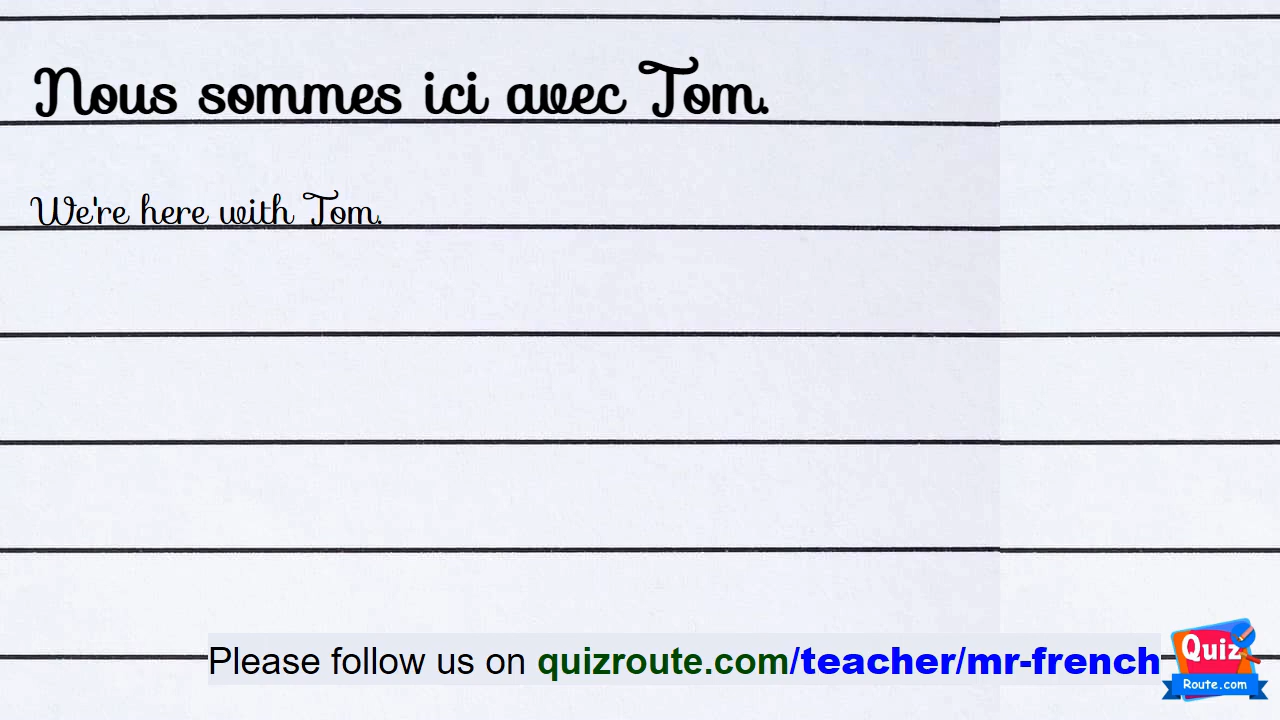 Nous sommes ici avec Tom.
We're here with Tom.
Please follow us on quizroute.com/teacher/mr-french
Quiz
Route.com